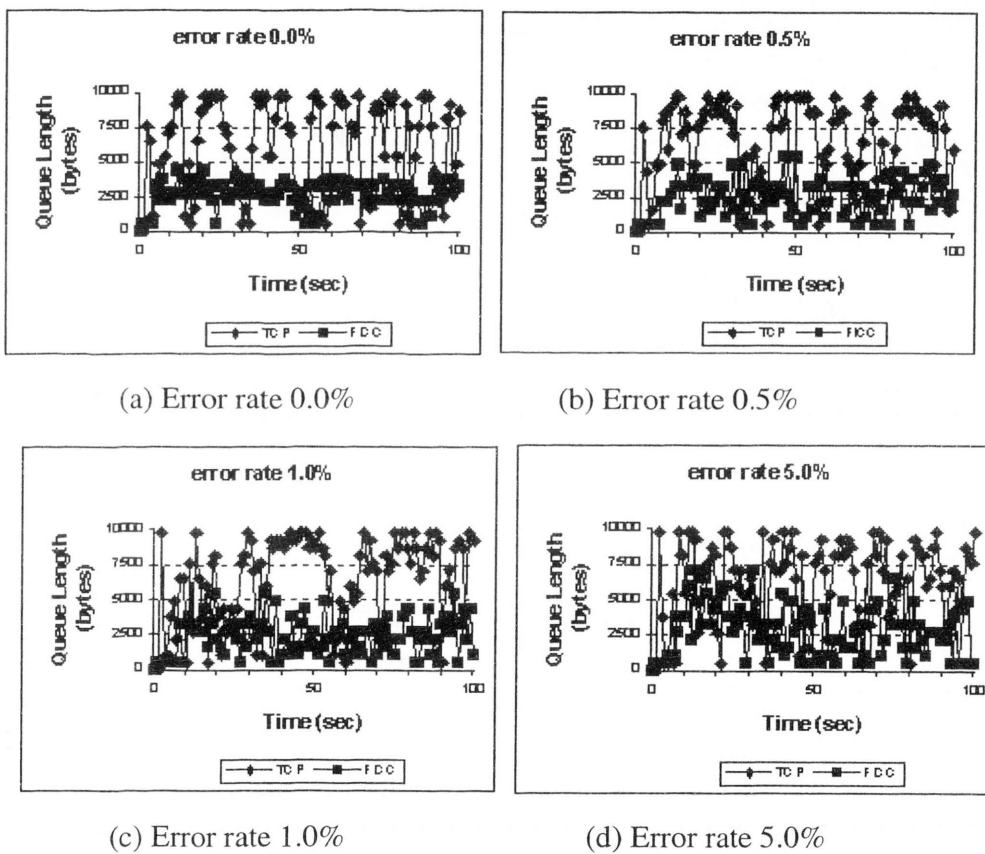 error rate 0.0%
10000
7500
5000
2500
0
Queue Length
(bytes)
0 50 100
Time (sec)
TCP
(a) Error rate 0.0%
error rate 0.5%
10000
7500
5000
2500
0
Queue Length
(bytes)
0 50 100
Time (sec)
TCP
(b) Error rate 0.5%
error rate 1.0%
10000
7500
5000
2500
0
Queue Length
(bytes)
0 50 100
Time (sec)
TCP
(c) Error rate 1.0%
error rate 5.0%
10000
7500
5000
2500
0
Queue Length
(bytes)
0 50 100
Time (sec)
TCP
(d) Error rate 5.0%